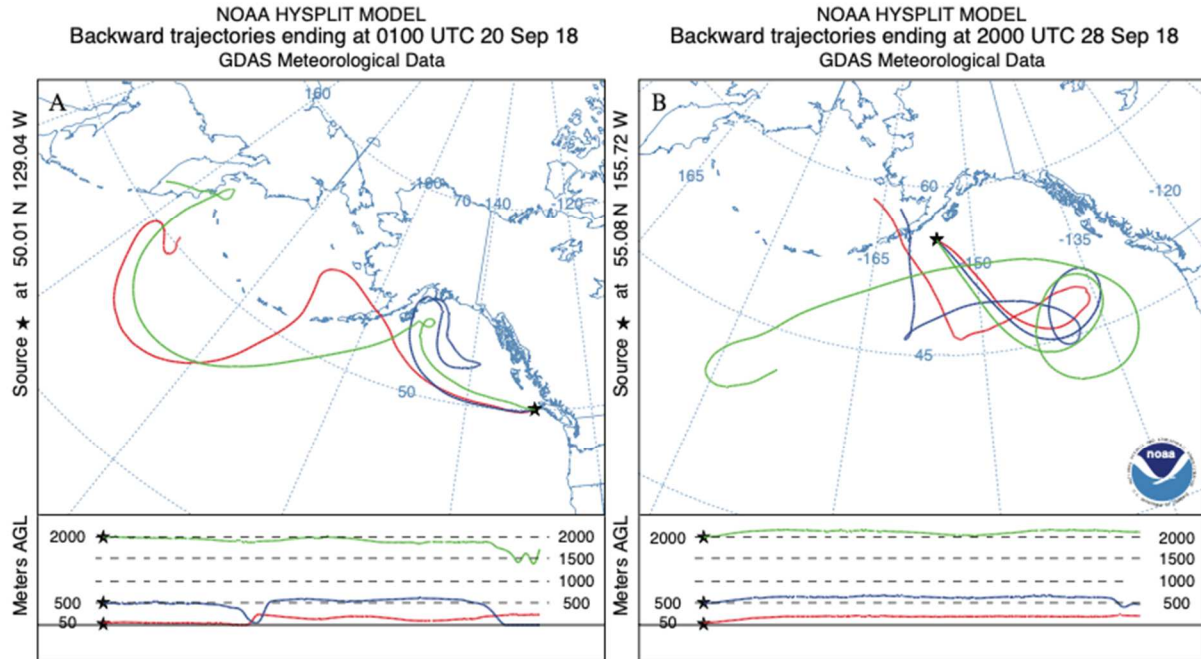 NOAA HYSPLIT MODEL
Backward trajectories ending at 0100 UTC 20 Sep 18
GDAS Meteorological Data
A
Source ★ at 50.01 N 129.04 W
160
-180
70
-140
-120
50
Meters AGL
2000
500
50
2000
1500
1000
500
NOAA HYSPLIT MODEL
Backward trajectories ending at 2000 UTC 28 Sep 18
GDAS Meteorological Data
B
Source ★ at 55.08 N 155.72 W
165
60
-120
-165
-150
-135
45
noaa
Meters AGL
2000
500
50
2000
1500
1000
500